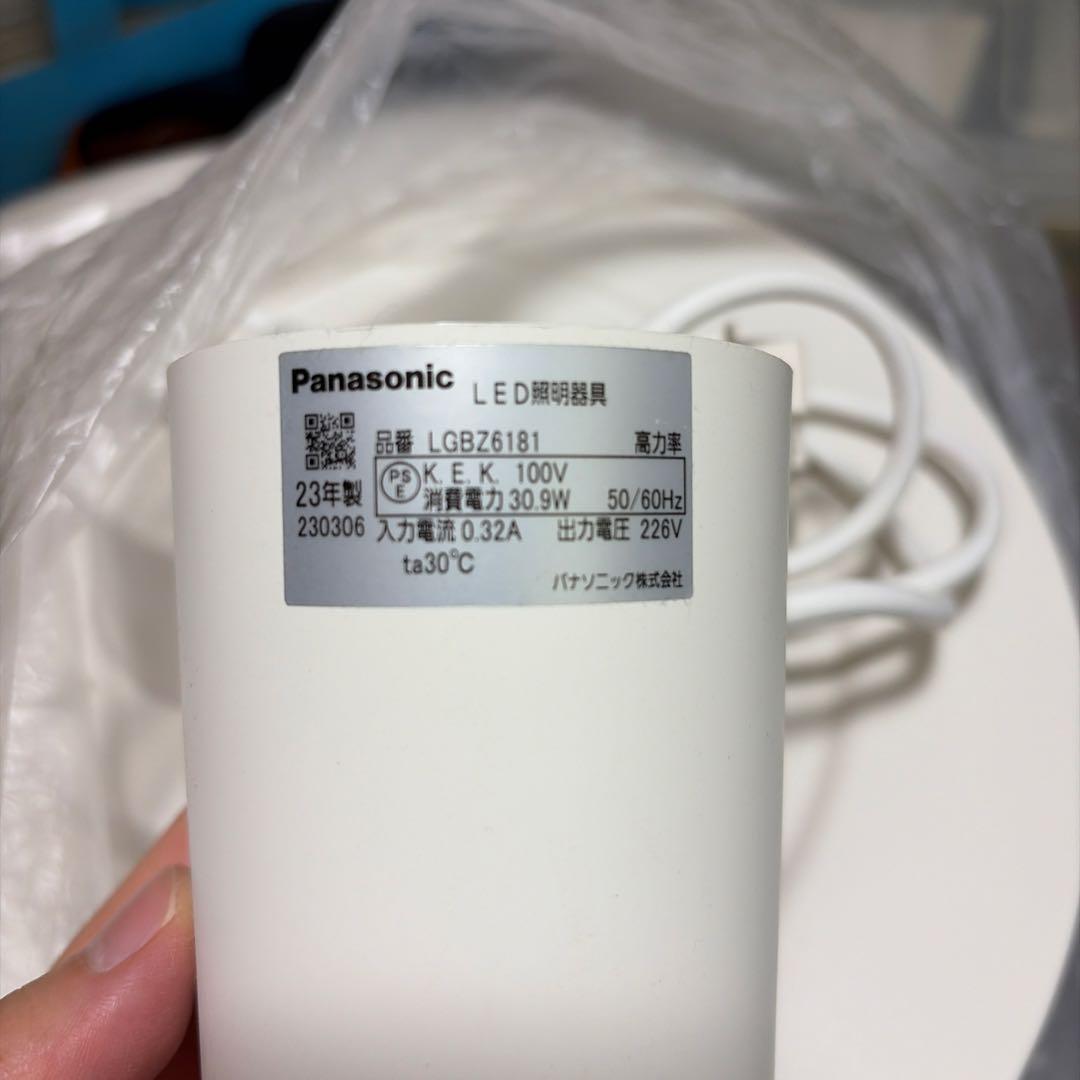 Panasonic LED照明器具
品番 LGBZ6181 高力率
PS E K. E. K. 100V
23年製 消費電力 30.9W 50/60Hz
230306 入力電流 0.32A 出力電圧 226V
ta30℃ パナソニック株式会社